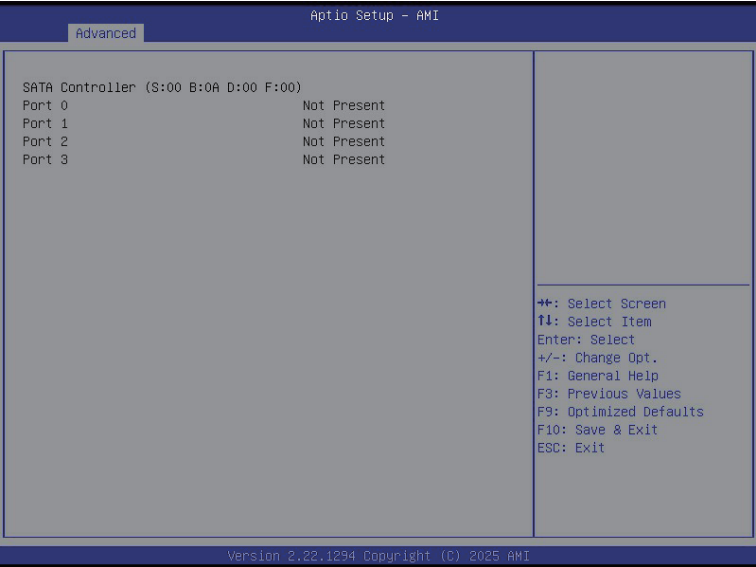 Aptio Setup – AMI
Advanced
SATA Controller (S:00 B:0A D:00 F:00)
Port 0 Not Present
Port 1 Not Present
Port 2 Not Present
Port 3 Not Present
→←: Select Screen
↑↓: Select Item
Enter: Select
+/-: Change Opt.
F1: General Help
F3: Previous Values
F9: Optimized Defaults
F10: Save & Exit
ESC: Exit
Version 2.22.1294 Copyright (C) 2025 AMI